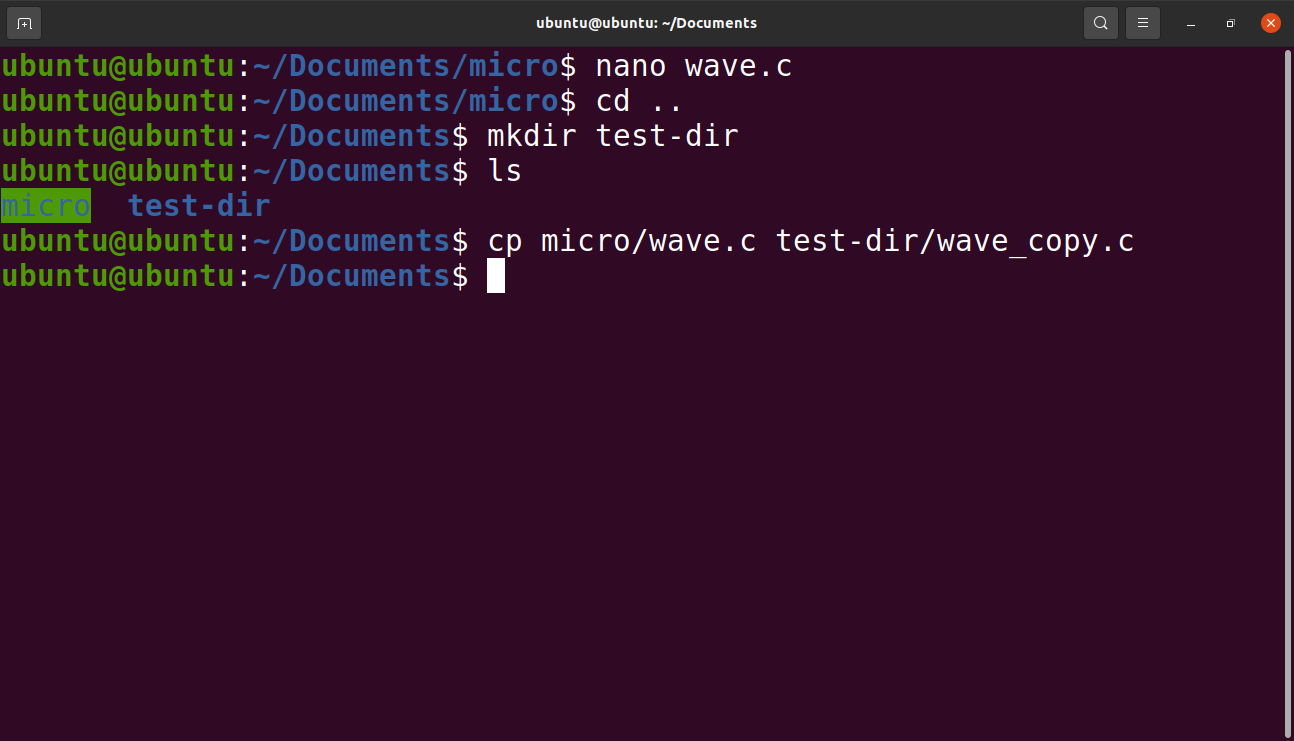 ubuntu@ubuntu: ~/Documents
ubuntu@ubuntu:~/Documents/micro$ nano wave.c
ubuntu@ubuntu:~/Documents/micro$ cd ..
ubuntu@ubuntu:~/Documents$ mkdir test-dir
ubuntu@ubuntu:~/Documents$ ls
micro  test-dir
ubuntu@ubuntu:~/Documents$ cp micro/wave.c test-dir/wave_copy.c
ubuntu@ubuntu:~/Documents$